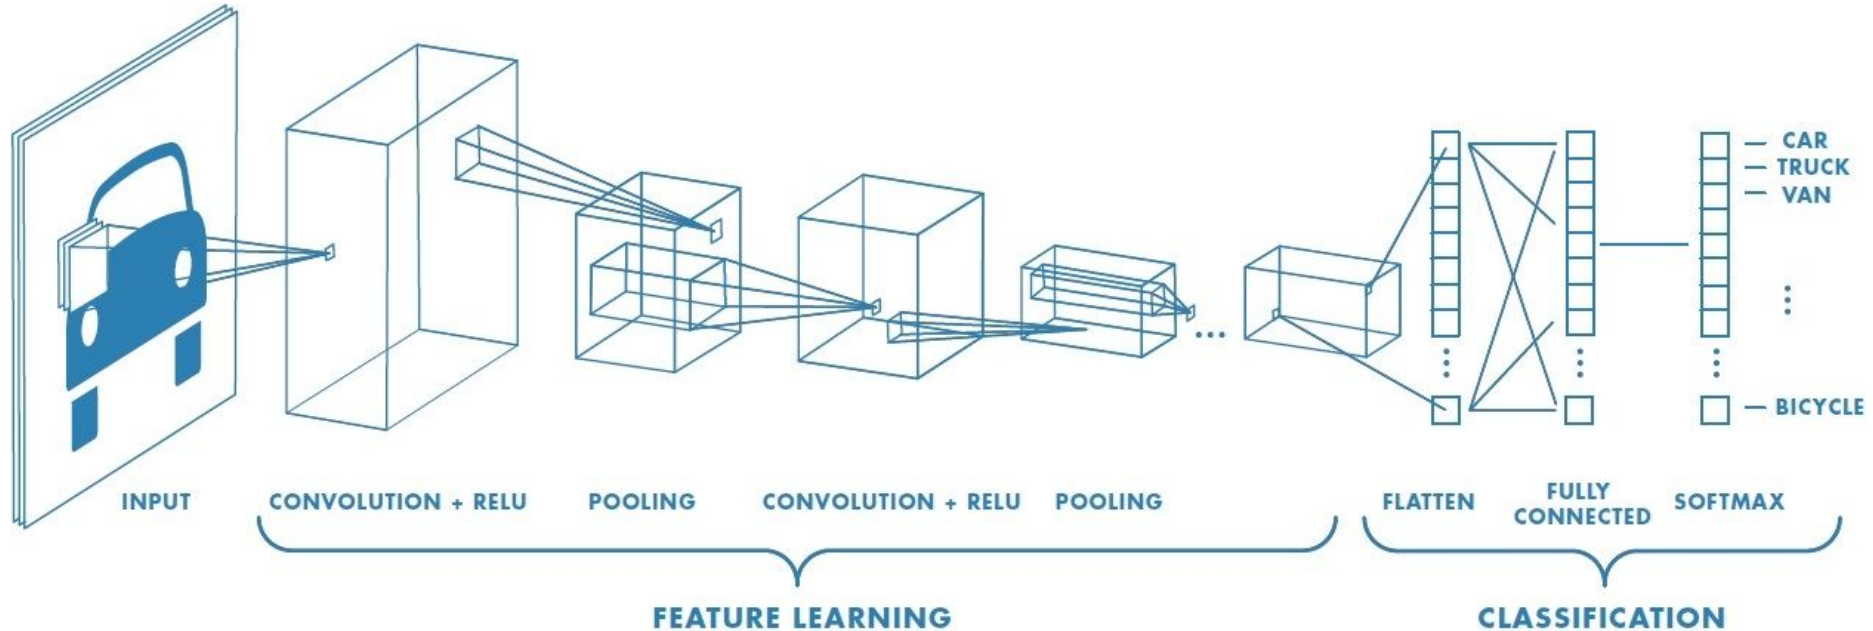 CAR
TRUCK
VAN
BICYCLE
INPUT
CONVOLUTION + RELU
POOLING
CONVOLUTION + RELU
POOLING
FLATTEN
FULLY
CONNECTED
SOFTMAX
FEATURE LEARNING
CLASSIFICATION